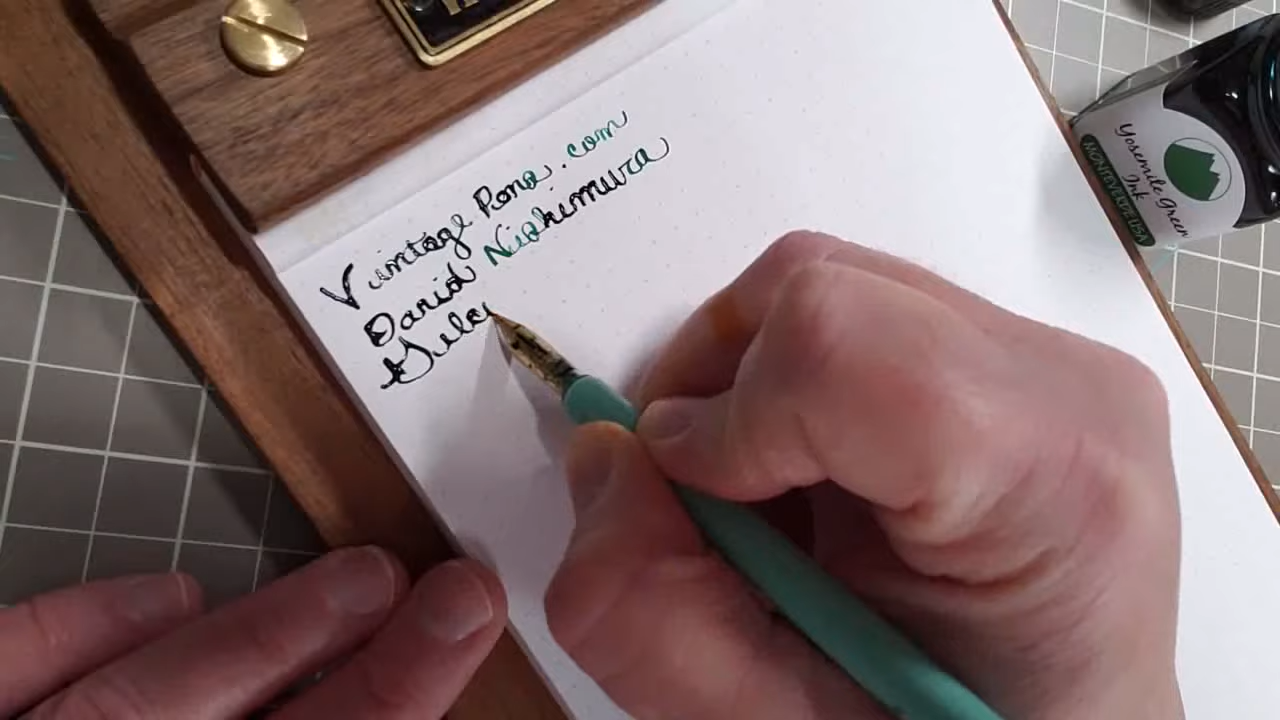 Vintage Pens.com
David Nishimura
Yosemite Green
Ink
MONTEVERDE USA